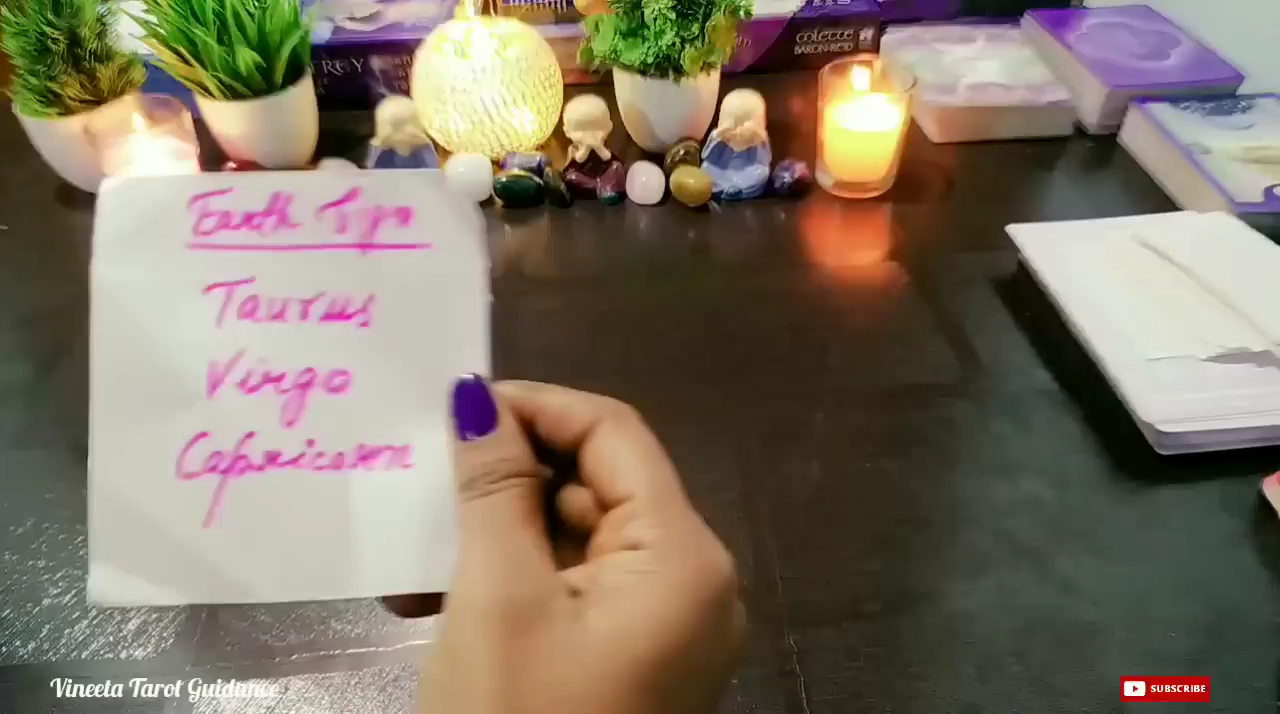 COLETTE
BARON-REID
Earth Sign
Taurus
Virgo
Capricorn
Vineeta Tarot Guidance
SUBSCRIBE